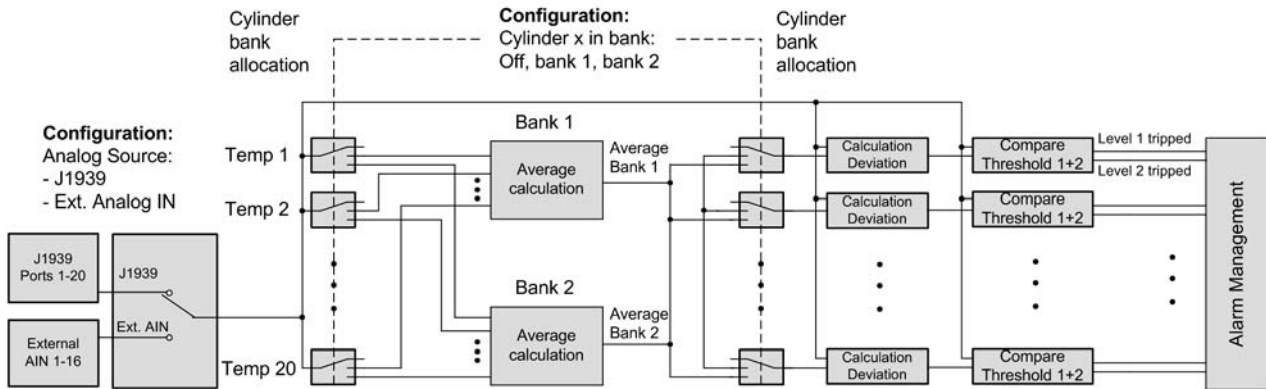 Cylinder
bank
allocation
Configuration:
Cylinder x in bank:
Off, bank 1, bank 2
Cylinder
bank
allocation
Configuration:
Analog Source:
- J1939
- Ext. Analog IN
J1939
Ports 1-20
External
AIN 1-16
J1939
Ext. AIN
Temp 1
Temp 2
Temp 20
Bank 1
Average
calculation
Average
Bank 1
Bank 2
Average
calculation
Average
Bank 2
Calculation
Deviation
Compare
Threshold 1+2
Level 1 tripped
Level 2 tripped
Calculation
Deviation
Compare
Threshold 1+2
Calculation
Deviation
Compare
Threshold 1+2
Alarm Management